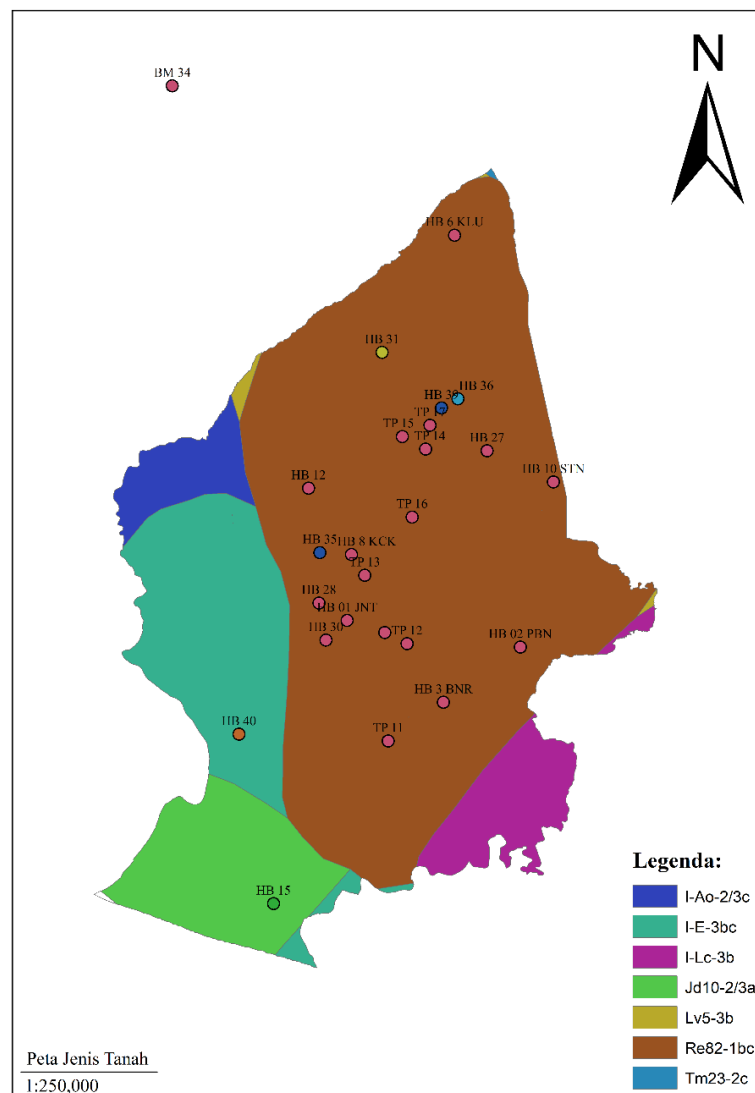 N
BM 34
HB 6 KLU
HB 31
HB 36
HB 39
TP 17
TP 15
TP 14
HB 27
HB 10 STN
HB 12
TP 16
HB 35
HB 8 KCK
TP 13
HB 28
HB 01 JNT
HB 30
TP 12
HB 02 PBN
HB 3 BNR
HB 40
TP 11
HB 15
Legenda:
I-Ao-2/3c
I-E-3bc
I-Lc-3b
Jd10-2/3a
Lv5-3b
Re82-1bc
Tm23-2c
Peta Jenis Tanah
1:250,000